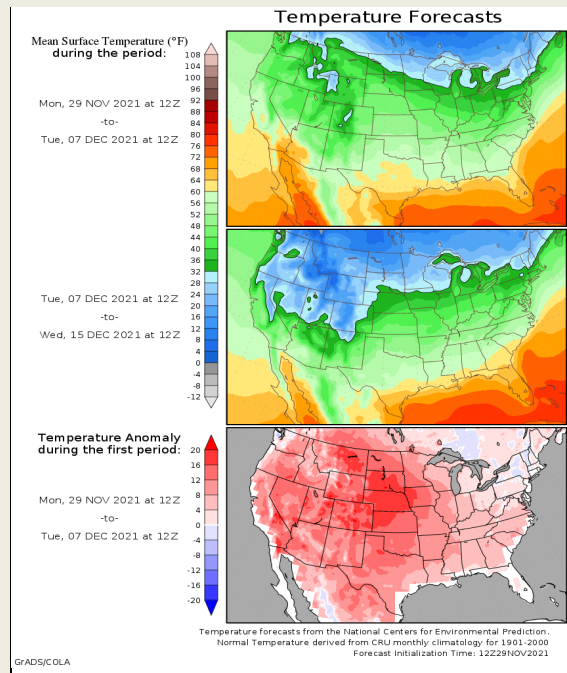 Temperature Forecasts
Mean Surface Temperature (°F)
during the period:
Mon, 29 NOV 2021 at 12Z
-to-
Tue, 07 DEC 2021 at 12Z
108
104
100
96
92
88
84
80
76
72
68
64
60
56
52
48
44
40
36
32
28
24
20
16
12
8
4
0
-4
-8
-12
Tue, 07 DEC 2021 at 12Z
-to-
Wed, 15 DEC 2021 at 12Z
Temperature Anomaly
during the first period:
Mon, 29 NOV 2021 at 12Z
-to-
Tue, 07 DEC 2021 at 12Z
20
16
12
8
4
0
-4
-8
-12
-16
-20
Temperature forecasts from the National Centers for Environmental Prediction.
Normal Temperature derived from CRU monthly climatology for 1901-2000
Forecast Initialization Time: 12Z29NOV2021
GrADS/COLA